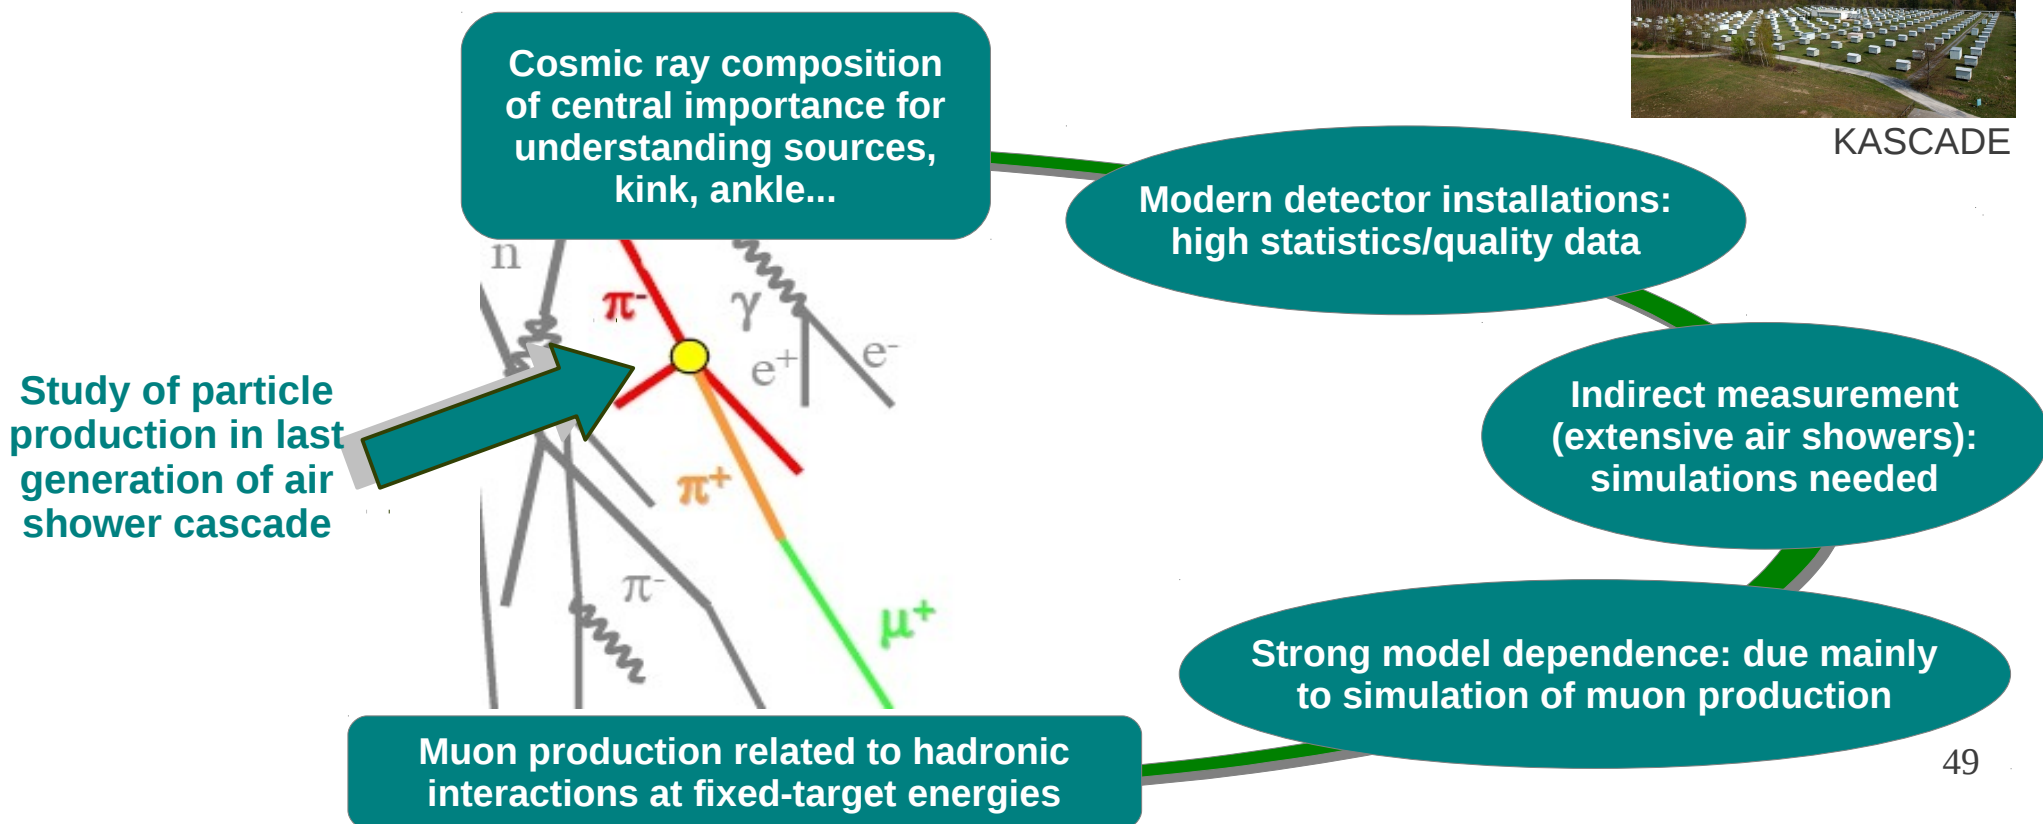 Cosmic ray composition
of central importance for
understanding sources,
kink, ankle...
KASCADE
Modern detector installations:
high statistics/quality data
Indirect measurement
(extensive air showers):
simulations needed
Strong model dependence: due mainly
to simulation of muon production
Muon production related to hadronic
interactions at fixed-target energies
Study of particle
production in last
generation of air
shower cascade
n
π-
γ
e+
e-
π+
π-
μ+
49